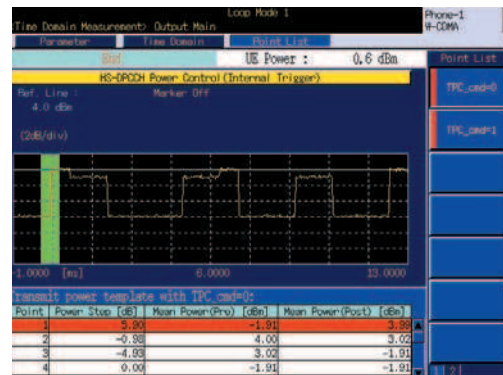 Loop Mode 1
<Time Domain Measurement> Output Main
Phone-1
W-CDMA
Parameter Time Domain Point List
End UE Power : 0.6 dBm
HS-DPCCH Power Control(Internal Trigger)
Ref. Line : Marker Off
4.0 dBm
(2dB/div)
-1.0000 [ms] 6.0000 13.0000
Transmit power template with TPC_cmd=0:
Point Power Step [dB] Mean Power(Pre) [dBm] Mean Power(Post) [dBm]
1 5.90 -1.91 3.99
2 -0.98 4.00 3.02
3 -4.93 3.02 -1.91
4 0.00 -1.91 -1.91
Point List
TPC_cmd=0
TPC_cmd=1
1 2